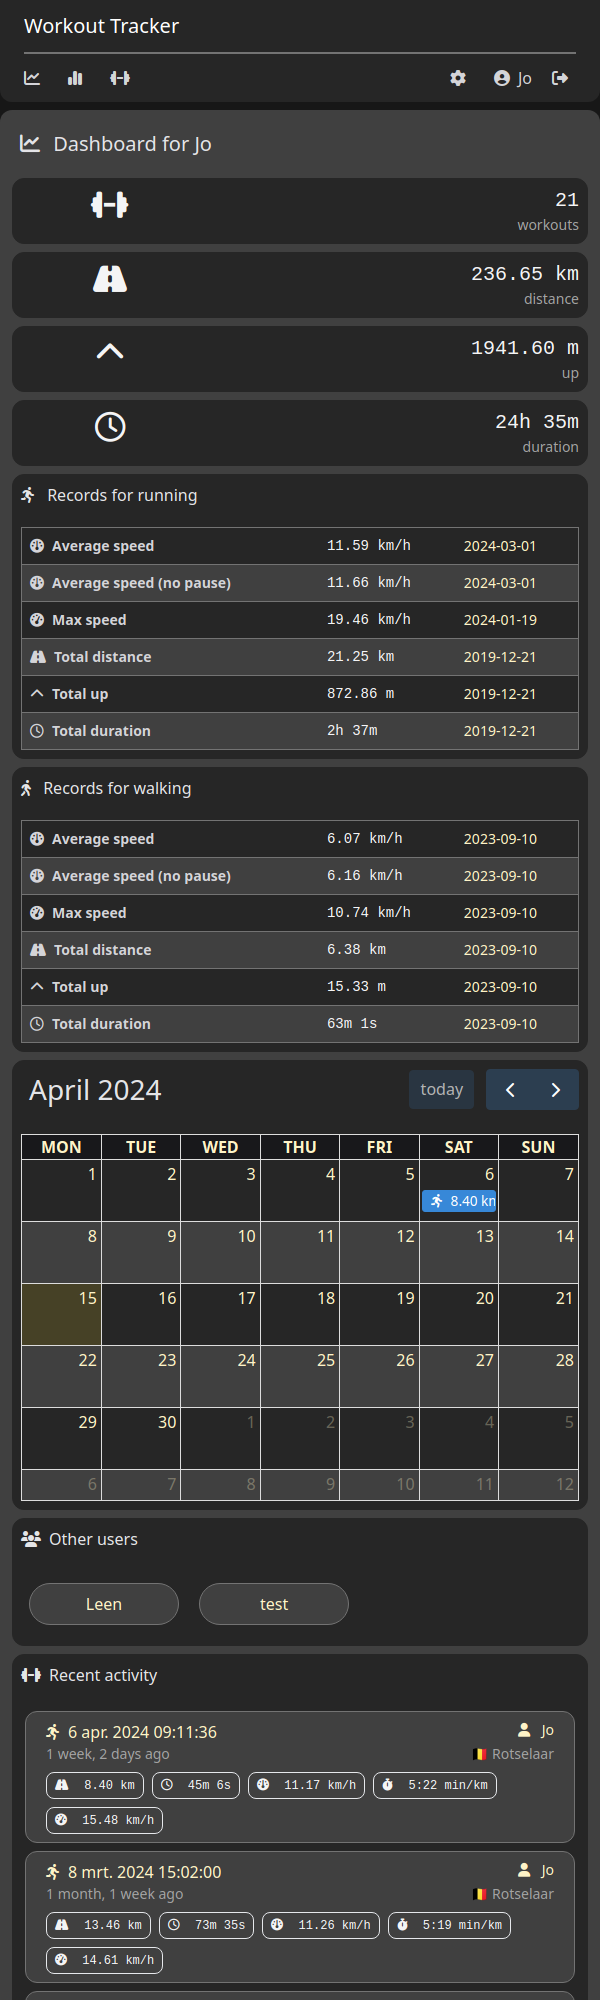 Workout Tracker
Jo
Dashboard for Jo
21
workouts
236.65 km
distance
1941.60 m
up
24h 35m
duration
Records for running
Average speed 11.59 km/h 2024-03-01
Average speed (no pause) 11.66 km/h 2024-03-01
Max speed 19.46 km/h 2024-01-19
Total distance 21.25 km 2019-12-21
Total up 872.86 m 2019-12-21
Total duration 2h 37m 2019-12-21
Records for walking
Average speed 6.07 km/h 2023-09-10
Average speed (no pause) 6.16 km/h 2023-09-10
Max speed 10.74 km/h 2023-09-10
Total distance 6.38 km 2023-09-10
Total up 15.33 m 2023-09-10
Total duration 63m 1s 2023-09-10
April 2024 today
MON TUE WED THU FRI SAT SUN
1 2 3 4 5 6 7
8.40 km
8 9 10 11 12 13 14
15 16 17 18 19 20 21
22 23 24 25 26 27 28
29 30 1 2 3 4 5
6 7 8 9 10 11 12
Other users
Leen test
Recent activity
6 apr. 2024 09:11:36 Jo
1 week, 2 days ago Rotselaar
8.40 km 45m 6s 11.17 km/h 5:22 min/km
15.48 km/h
8 mrt. 2024 15:02:00 Jo
1 month, 1 week ago Rotselaar
13.46 km 73m 35s 11.26 km/h 5:19 min/km
14.61 km/h